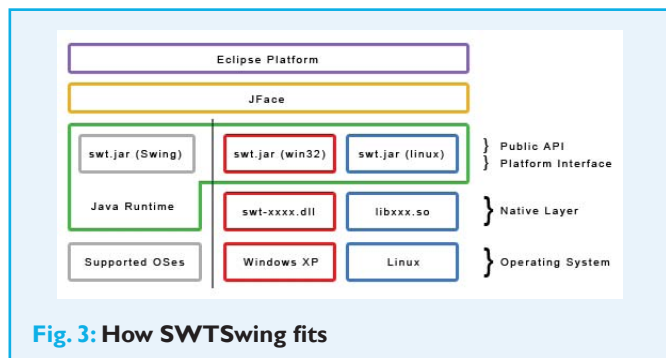 Eclipse Platform
JFace
swt.jar (Swing)
swt.jar (win32)
swt.jar (linux)
} Public API
} Platform Interface
Java Runtime
swt-xxxx.dll
libxxx.so
} Native Layer
Supported OSes
Windows XP
Linux
} Operating System
Fig. 3: How SWTSwing fits